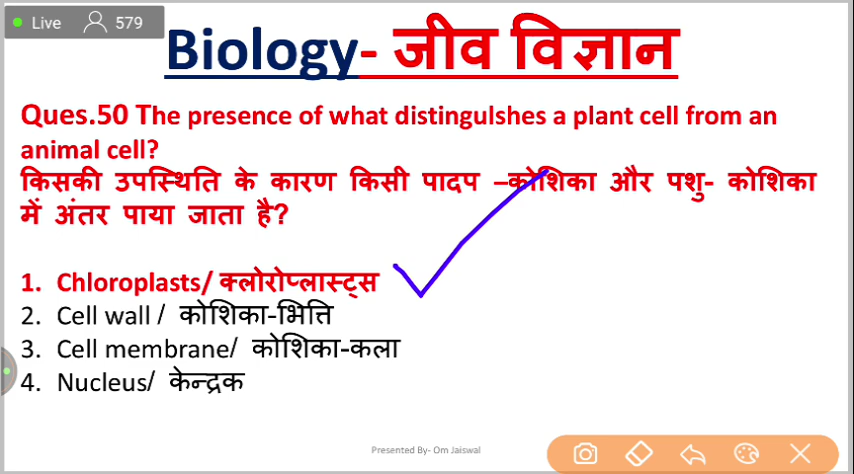 Live 579
Biology- जीव विज्ञान
Ques.50 The presence of what distingulshes a plant cell from an
animal cell?
किसकी उपस्थिति के कारण किसी पादप –कोशिका और पशु- कोशिका
में अंतर पाया जाता है?
1. Chloroplasts/ क्लोरोप्लास्ट्स
2. Cell wall / कोशिका-भित्ति
3. Cell membrane/ कोशिका-कला
4. Nucleus/ केन्द्रक
Presented By- Om Jaiswal